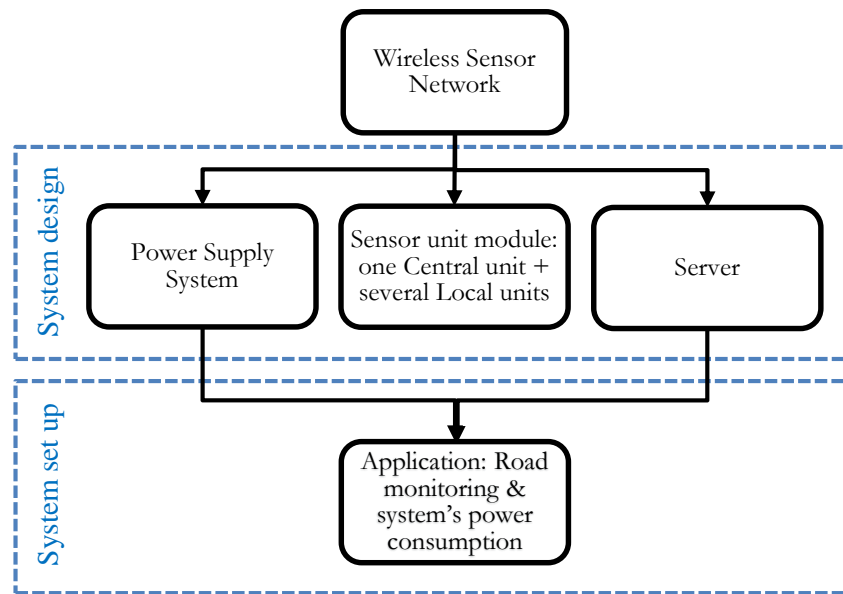 Wireless Sensor
Network
System design
Power Supply
System
Sensor unit module:
one Central unit +
several Local units
Server
System set up
Application: Road
monitoring &
system’s power
consumption